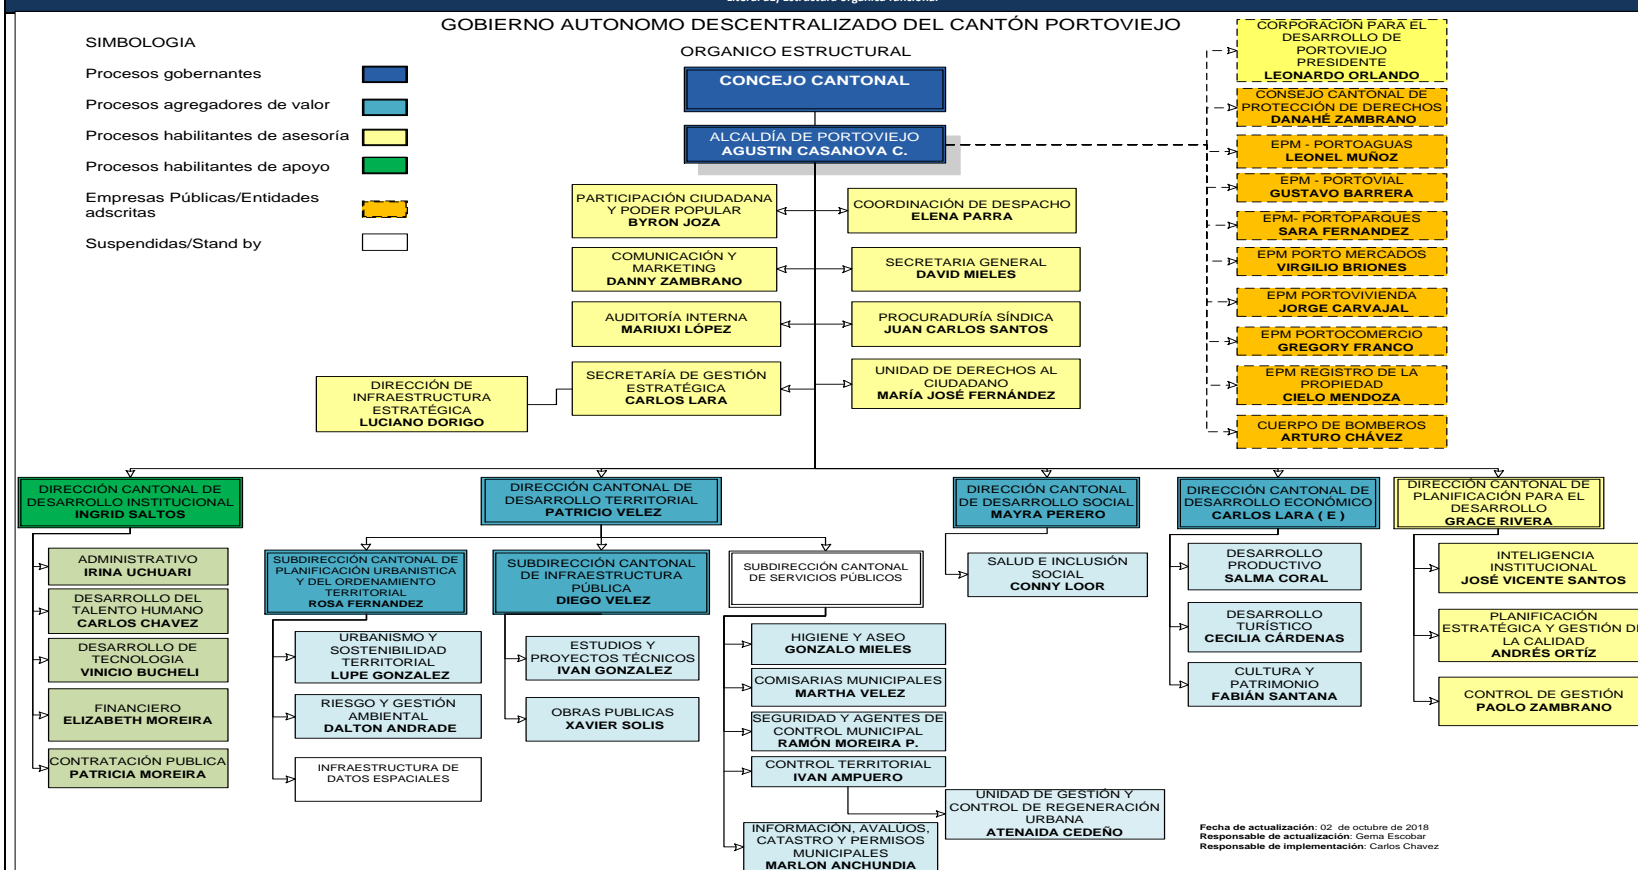 GOBIERNO AUTONOMO DESCENTRALIZADO DEL CANTÓN PORTOVIEJO
ORGANICO ESTRUCTURAL
SIMBOLOGIA
Procesos gobernantes
Procesos agregadores de valor
Procesos habilitantes de asesoría
Procesos habilitantes de apoyo
Empresas Públicas/Entidades
adscritas
Suspendidas/Stand by
CONCEJO CANTONAL
ALCALDÍA DE PORTOVIEJO
AGUSTIN CASANOVA C.
PARTICIPACIÓN CIUDADANA
Y PODER POPULAR
BYRON JOZA
COORDINACIÓN DE DESPACHO
ELENA PARRA
COMUNICACIÓN Y
MARKETING
DANNY ZAMBRANO
SECRETARIA GENERAL
DAVID MIELES
AUDITORÍA INTERNA
MARIUXI LÓPEZ
PROCURADURÍA SÍNDICA
JUAN CARLOS SANTOS
SECRETARÍA DE GESTIÓN
ESTRATÉGICA
CARLOS LARA
UNIDAD DE DERECHOS AL
CIUDADANO
MARÍA JOSÉ FERNÁNDEZ
DIRECCIÓN DE
INFRAESTRUCTURA
ESTRATÉGICA
LUCIANO DORIGO
CORPORACIÓN PARA EL
DESARROLLO DE
PORTOVIEJO
PRESIDENTE
LEONARDO ORLANDO
CONSEJO CANTONAL DE
PROTECCIÓN DE DERECHOS
DANAHÉ ZAMBRANO
EPM - PORTOAGUAS
LEONEL MUÑOZ
EPM - PORTOVIAL
GUSTAVO BARRERA
EPM- PORTOPARQUES
SARA FERNANDEZ
EPM PORTO MERCADOS
VIRGILIO BRIONES
EPM PORTOVIVIENDA
JORGE CARVAJAL
EPM PORTOCOMERCIO
GREGORY FRANCO
EPM REGISTRO DE LA
PROPIEDAD
CIELO MENDOZA
CUERPO DE BOMBEROS
ARTURO CHÁVEZ
DIRECCIÓN CANTONAL DE
DESARROLLO INSTITUCIONAL
INGRID SALTOS
ADMINISTRATIVO
IRINA UCHUARI
DESARROLLO DEL
TALENTO HUMANO
CARLOS CHAVEZ
DESARROLLO DE
TECNOLOGIA
VINICIO BUCHELI
FINANCIERO
ELIZABETH MOREIRA
CONTRATACIÓN PUBLICA
PATRICIA MOREIRA
DIRECCIÓN CANTONAL DE
DESARROLLO TERRITORIAL
PATRICIO VELEZ
SUBDIRECCIÓN CANTONAL DE
PLANIFICACIÓN URBANISTICA
Y DEL ORDENAMIENTO
TERRITORIAL
ROSA FERNANDEZ
URBANISMO Y
SOSTENIBILIDAD
TERRITORIAL
LUPE GONZALEZ
RIESGO Y GESTIÓN
AMBIENTAL
DALTON ANDRADE
INFRAESTRUCTURA DE
DATOS ESPACIALES
SUBDIRECCIÓN CANTONAL
DE INFRAESTRUCTURA
PÚBLICA
DIEGO VELEZ
ESTUDIOS Y
PROYECTOS TÉCNICOS
IVAN GONZALEZ
OBRAS PUBLICAS
XAVIER SOLIS
SUBDIRECCIÓN CANTONAL
DE SERVICIOS PÚBLICOS
HIGIENE Y ASEO
GONZALO MIELES
COMISARIAS MUNICIPALES
MARTHA VELEZ
SEGURIDAD Y AGENTES DE
CONTROL MUNICIPAL
RAMÓN MOREIRA P.
CONTROL TERRITORIAL
IVAN AMPUERO
UNIDAD DE GESTIÓN Y
CONTROL DE REGENERACIÓN
URBANA
ATENAIDA CEDEÑO
INFORMACIÓN, AVALÚOS,
CATASTRO Y PERMISOS
MUNICIPALES
MARLON ANCHUNDIA
DIRECCIÓN CANTONAL
DE DESARROLLO SOCIAL
MAYRA PERERO
SALUD E INCLUSIÓN
SOCIAL
CONNY LOOR
DIRECCIÓN CANTONAL DE
DESARROLLO ECONÓMICO
CARLOS LARA ( E )
DESARROLLO
PRODUCTIVO
SALMA CORAL
DESARROLLO
TURÍSTICO
CECILIA CÁRDENAS
CULTURA Y
PATRIMONIO
FABIÁN SANTANA
DIRECCIÓN CANTONAL DE
PLANIFICACIÓN PARA EL
DESARROLLO
GRACE RIVERA
INTELIGENCIA
INSTITUCIONAL
JOSÉ VICENTE SANTOS
PLANIFICACIÓN
ESTRATÉGICA Y GESTIÓN DE
LA CALIDAD
ANDRÉS ORTÍZ
CONTROL DE GESTIÓN
PAOLO ZAMBRANO
Fecha de actualización: 02 de octubre de 2018
Responsable de actualización: Gema Escobar
Responsable de implementación: Carlos Chavez